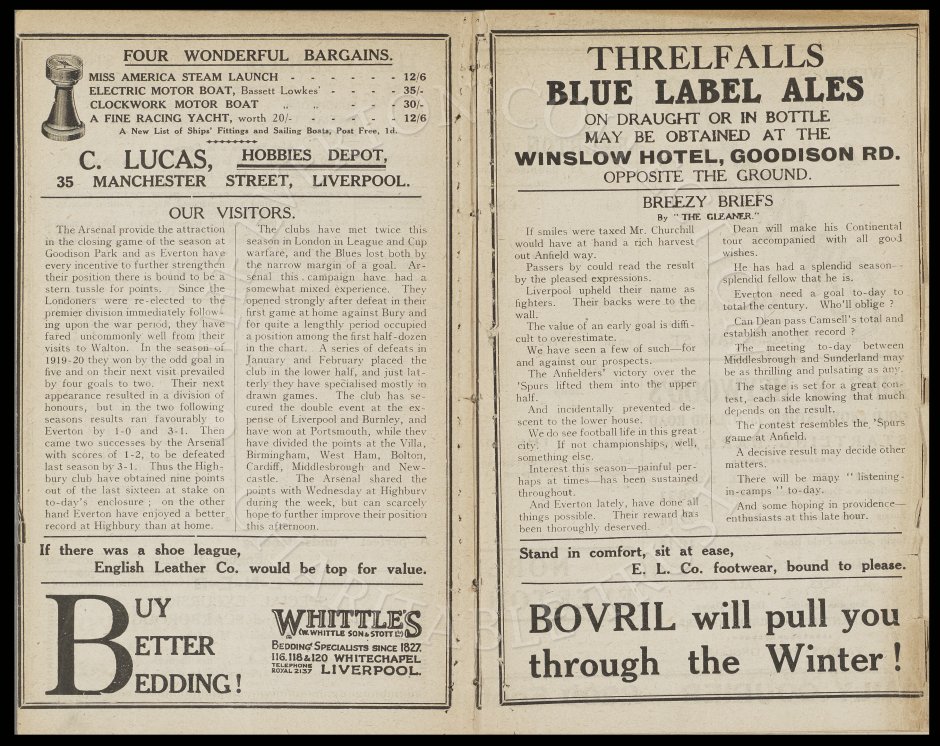 FOUR WONDERFUL BARGAINS.
MISS AMERICA STEAM LAUNCH - - - - - - 12/6
ELECTRIC MOTOR BOAT, Bassett Lowkes' - - - - 35/-
CLOCKWORK MOTOR BOAT „ „ - - - - 30/-
A FINE RACING YACHT, worth 20/- - - - - - 12/6
A New List of Ships' Fittings and Sailing Boats, Post Free, 1d.
C. LUCAS, HOBBIES DEPOT,
35 MANCHESTER STREET, LIVERPOOL.
OUR VISITORS.
The Arsenal provide the attraction
in the closing game of the season at
Goodison Park and as Everton have
every incentive to further strengthen
their position there is bound to be a
stern tussle for points. Since the
Londoners were re-elected to the
premier division immediately follow-
ing upon the war period, they have
fared uncommonly well from their
visits to Walton. In the season of
1919-20 they won by the odd goal in
five and on their next visit prevailed
by four goals to two. Their next
appearance resulted in a division of
honours, but in the two following
seasons results ran favourably to
Everton by 1-0 and 3-1. Then
came two successes by the Arsenal
with scores of 1-2, to be defeated
last season by 3-1. Thus the High-
bury club have obtained nine points
out of the last sixteen at stake on
to-day's enclosure; on the other
hand Everton have enjoyed a better
record at Highbury than at home.
The clubs have met twice this
season in London in League and Cup
warfare, and the Blues lost both by
the narrow margin of a goal. Ar-
senal this campaign have had a
somewhat mixed experience. They
opened strongly after defeat in their
first game at home against Bury and
for quite a lengthly period occupied
a position among the first half-dozen
in the chart. A series of defeats in
January and February placed the
club in the lower half, and just lat-
terly they have specialised mostly in
drawn games. The club has se-
cured the double event at the ex-
pense of Liverpool and Burnley, and
have won at Portsmouth, while they
have divided the points at the Villa,
Birmingham, West Ham, Bolton,
Cardiff, Middlesbrough and New-
castle. The Arsenal shared the
points with Wednesday at Highbury
during the week, but can scarcely
hope to further improve their position
this afternoon.
If there was a shoe league,
English Leather Co. would be top for value.
BUY
BETTER
BEDDING!
WHITTLE'S
(W. WHITTLE SON & STOTT LTD)
BEDDING SPECIALISTS SINCE 1827.
116, 118 & 120 WHITECHAPEL
TELEPHONE ROYAL 2137 LIVERPOOL.
THRELFALLS
BLUE LABEL ALES
ON DRAUGHT OR IN BOTTLE
MAY BE OBTAINED AT THE
WINSLOW HOTEL, GOODISON RD.
OPPOSITE THE GROUND.
BREEZY BRIEFS
By "THE GLEANER."
If smiles were taxed Mr. Churchill
would have at hand a rich harvest
out Anfield way.
Passers by could read the result
by the pleased expressions.
Liverpool upheld their name as
fighters. Their backs were to the
wall.
The value of an early goal is diffi-
cult to overestimate.
We have seen a few of such—for
and against our prospects.
The Anfielders' victory over the
'Spurs lifted them into the upper
half.
And incidentally prevented de-
scent to the lower house.
We do see football life in this great
city! If not championships, well,
something else.
Interest this season—painful per-
haps at times—has been sustained
throughout.
And Everton lately, have done all
things possible. Their reward has
been thoroughly deserved.
Dean will make his Continental
tour accompanied with all good
wishes.
He has had a splendid season—
splendid fellow that he is.
Everton need a goal to-day to
total the century. Who'll oblige?
Can Dean pass Camsell's total and
establish another record?
The meeting to-day between
Middlesbrough and Sunderland may
be as thrilling and pulsating as any.
The stage is set for a great con-
test, each side knowing that much
depends on the result.
The contest resembles the 'Spurs
game at Anfield.
A decisive result may decide other
matters.
There will be many "listening-
in-camps" to-day.
And some hoping in providence—
enthusiasts at this late hour.
Stand in comfort, sit at ease,
E. L. Co. footwear, bound to please.
BOVRIL will pull you
through the Winter!